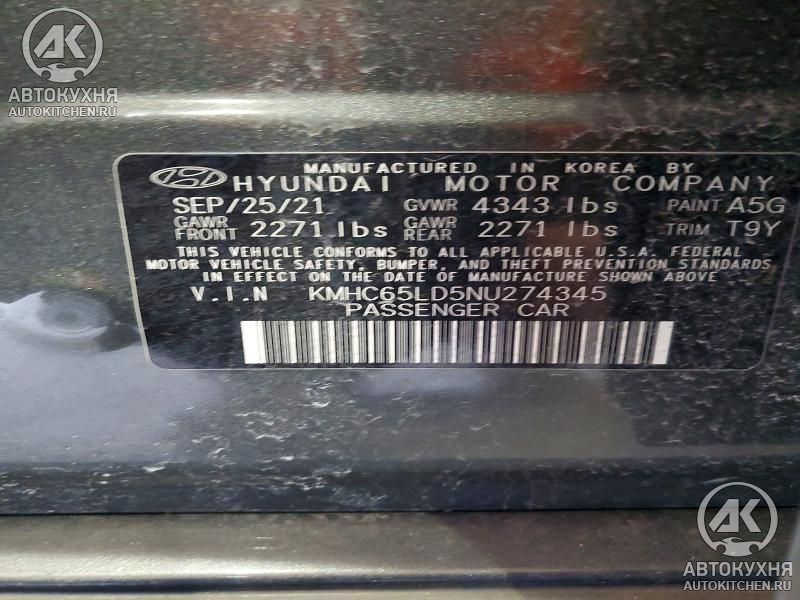 АК
АВТОКУХНЯ
AUTOKITCHEN.RU
MANUFACTURED IN KOREA BY
HYUNDAI MOTOR COMPANY
SEP/25/21 GVWR 4343 lbs PAINT A5G
GAWR FRONT 2271 lbs GAWR REAR 2271 lbs TRIM T9Y
THIS VEHICLE CONFORMS TO ALL APPLICABLE U.S.A. FEDERAL
MOTOR VEHICLE SAFETY, BUMPER, AND THEFT PREVENTION STANDARDS
IN EFFECT ON THE DATE OF MANUFACTURE SHOWN ABOVE
V.I.N KMHC65LD5NU274345
PASSENGER CAR
АК
АВТОКУХНЯ
AUTOKITCHEN.RU